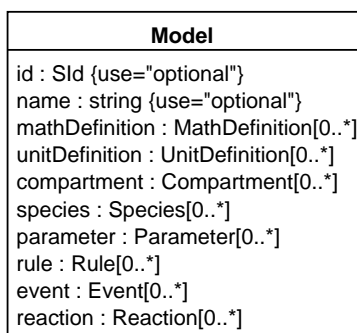 Model
id : SId {use="optional"}
name : string {use="optional"}
mathDefinition : MathDefinition[0..*]
unitDefinition : UnitDefinition[0..*]
compartment : Compartment[0..*]
species : Species[0..*]
parameter : Parameter[0..*]
rule : Rule[0..*]
event : Event[0..*]
reaction : Reaction[0..*]